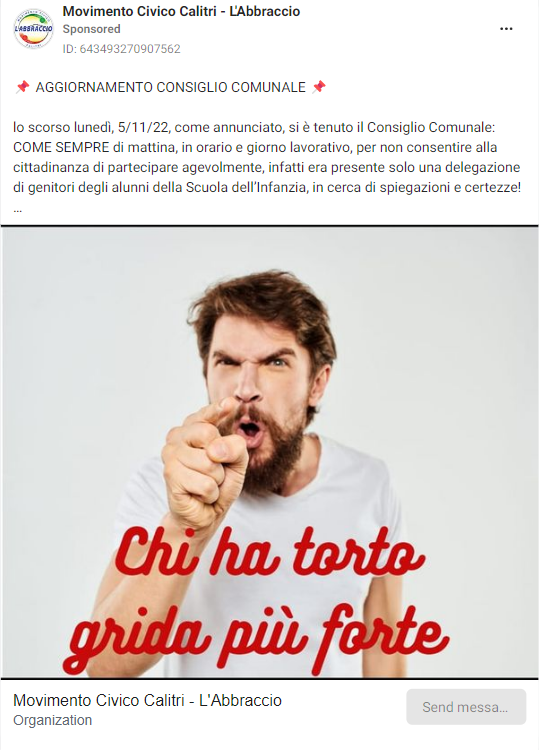 Movimento Civico Calitri - L'Abbraccio
Sponsored
ID: 643493270907562
📌 AGGIORNAMENTO CONSIGLIO COMUNALE 📌
lo scorso lunedì, 5/11/22, come annunciato, si è tenuto il Consiglio Comunale:
COME SEMPRE di mattina, in orario e giorno lavorativo, per non consentire alla
cittadinanza di partecipare agevolmente, infatti era presente solo una delegazione
di genitori degli alunni della Scuola dell'Infanzia, in cerca di spiegazioni e certezze!
...
Chi ha torto
grida più forte
Movimento Civico Calitri - L'Abbraccio
Organization
Send messa...